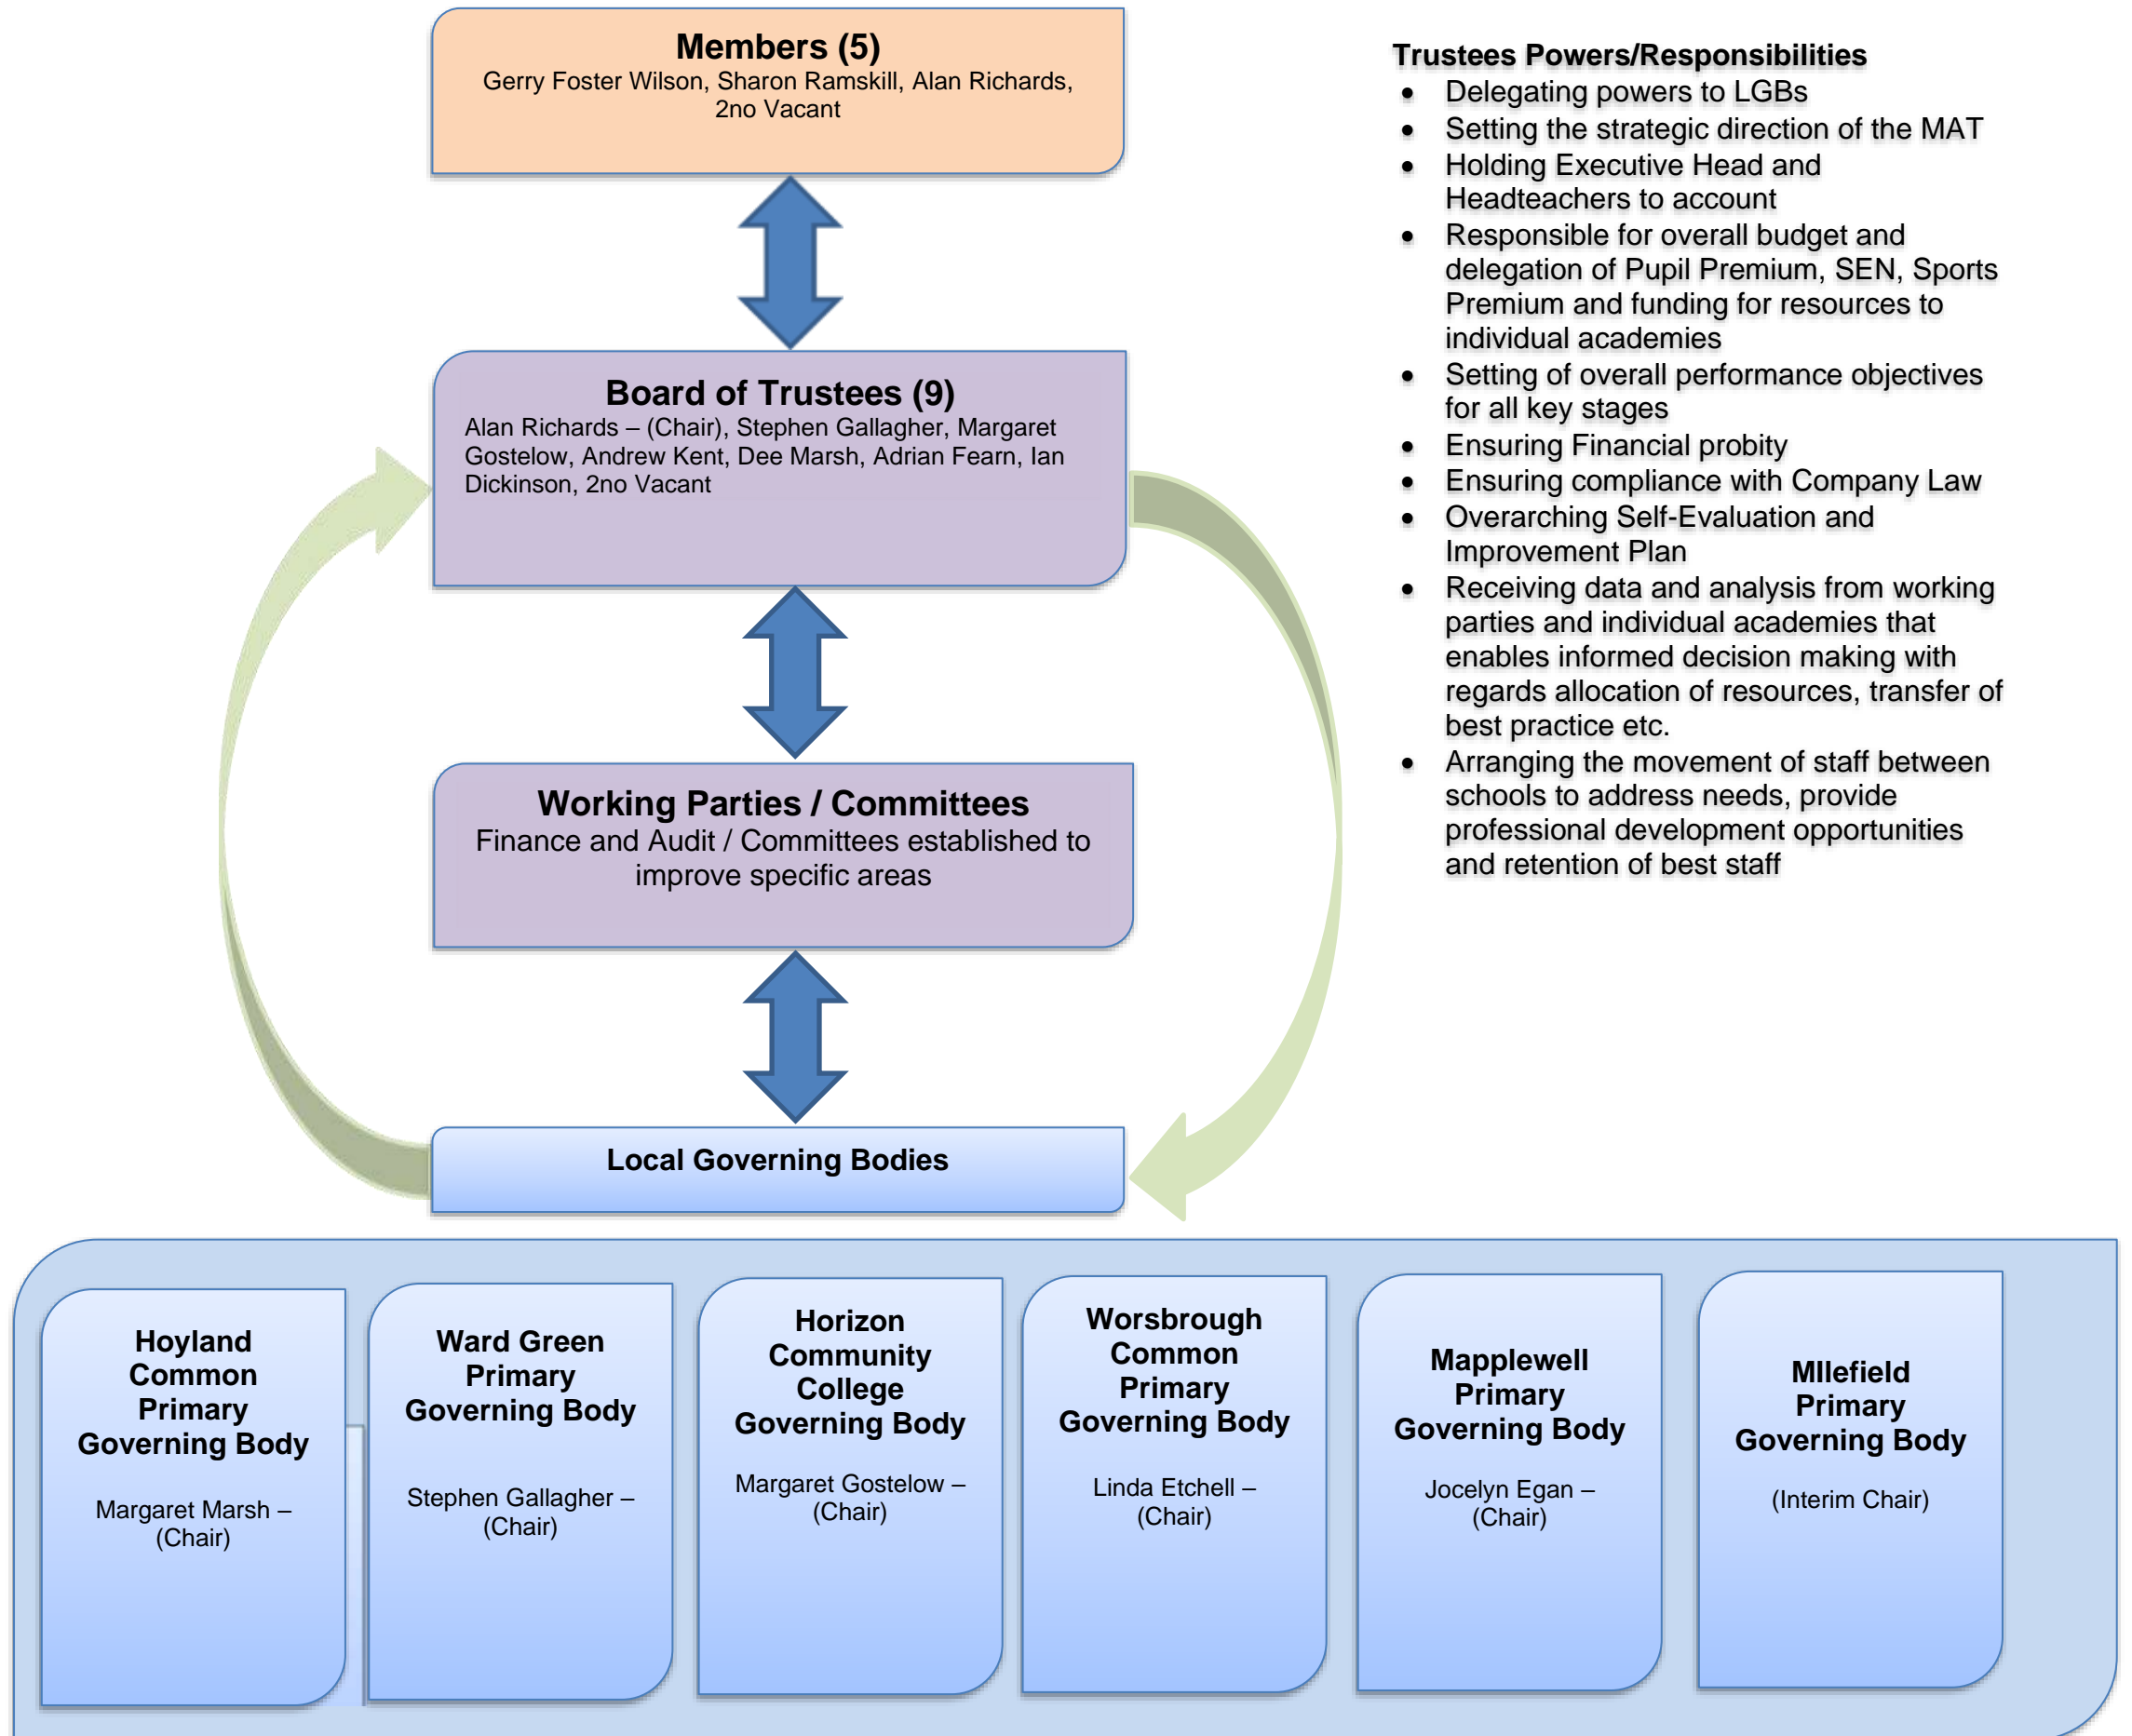 Members (5)
Gerry Foster Wilson, Sharon Ramskill, Alan Richards,
2no Vacant
Board of Trustees (9)
Alan Richards – (Chair), Stephen Gallagher, Margaret
Gostelow, Andrew Kent, Dee Marsh, Adrian Fearn, Ian
Dickinson, 2no Vacant
Working Parties / Committees
Finance and Audit / Committees established to
improve specific areas
Local Governing Bodies
Trustees Powers/Responsibilities
• Delegating powers to LGBs
• Setting the strategic direction of the MAT
• Holding Executive Head and
Headteachers to account
• Responsible for overall budget and
delegation of Pupil Premium, SEN, Sports
Premium and funding for resources to
individual academies
• Setting of overall performance objectives
for all key stages
• Ensuring Financial probity
• Ensuring compliance with Company Law
• Overarching Self-Evaluation and
Improvement Plan
• Receiving data and analysis from working
parties and individual academies that
enables informed decision making with
regards allocation of resources, transfer of
best practice etc.
• Arranging the movement of staff between
schools to address needs, provide
professional development opportunities
and retention of best staff
Hoyland
Common
Primary
Governing Body
Margaret Marsh –
(Chair)
Ward Green
Primary
Governing Body
Stephen Gallagher –
(Chair)
Horizon
Community
College
Governing Body
Margaret Gostelow –
(Chair)
Worsbrough
Common
Primary
Governing Body
Linda Etchell –
(Chair)
Mapplewell
Primary
Governing Body
Jocelyn Egan –
(Chair)
MIlefield
Primary
Governing Body
(Interim Chair)